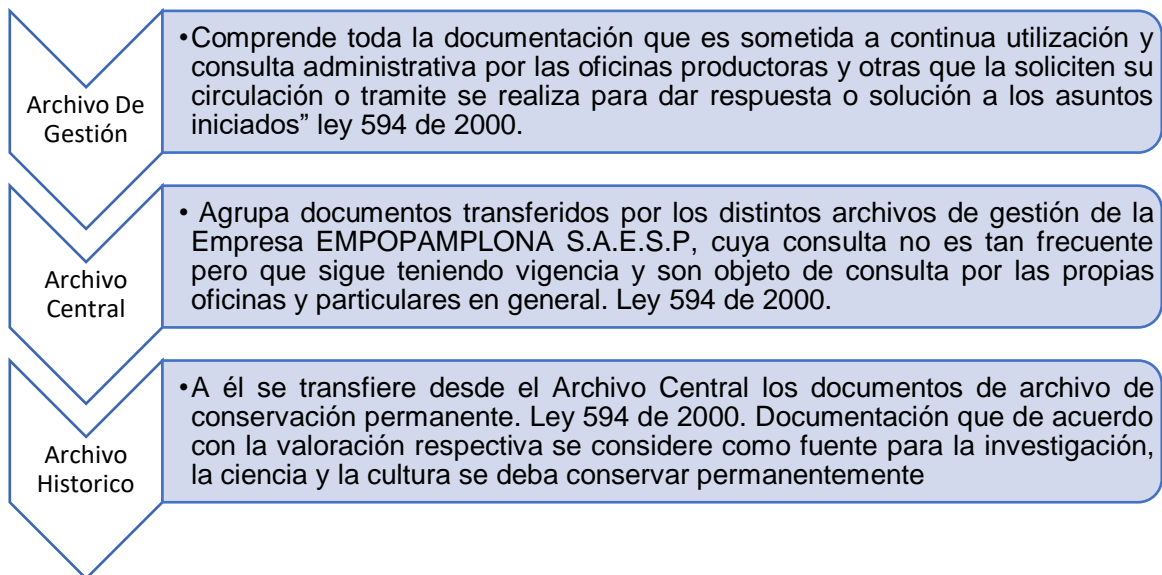 Archivo De
Gestión
•Comprende toda la documentación que es sometida a continua utilización y
consulta administrativa por las oficinas productoras y otras que la soliciten su
circulación o tramite se realiza para dar respuesta o solución a los asuntos
iniciados” ley 594 de 2000.
Archivo
Central
• Agrupa documentos transferidos por los distintos archivos de gestión de la
Empresa EMPOPAMPLONA S.A.E.S.P, cuya consulta no es tan frecuente
pero que sigue teniendo vigencia y son objeto de consulta por las propias
oficinas y particulares en general. Ley 594 de 2000.
Archivo
Historico
•A él se transfiere desde el Archivo Central los documentos de archivo de
conservación permanente. Ley 594 de 2000. Documentación que de acuerdo
con la valoración respectiva se considere como fuente para la investigación,
la ciencia y la cultura se deba conservar permanentemente